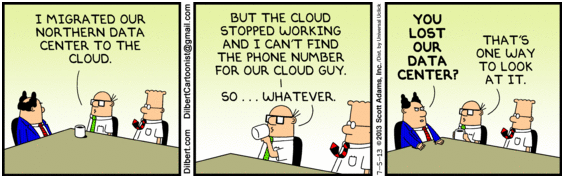 I MIGRATED OUR
NORTHERN DATA
CENTER TO THE
CLOUD.
Dilbert.com DilbertCartoonist@gmail.com
BUT THE CLOUD
STOPPED WORKING
AND I CAN'T FIND
THE PHONE NUMBER
FOR OUR CLOUD GUY.
SO . . . WHATEVER.
7-5-13 ©2013 Scott Adams, Inc. /Dist. by Universal Uclick
YOU
LOST
OUR
DATA
CENTER?
THAT'S
ONE WAY
TO LOOK
AT IT.